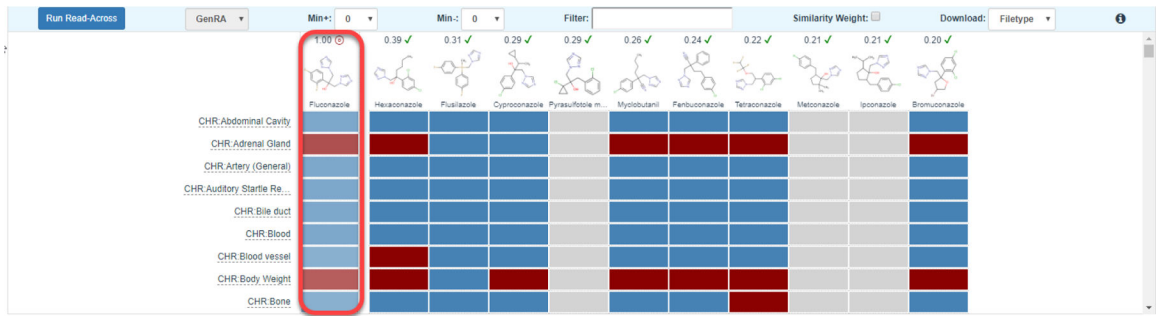 Run Read-Across GenRA Min+: 0 Min-: 0 Filter: Similarity Weight: Download: Filetype
1.00 0.39 ✓ 0.31 ✓ 0.29 ✓ 0.29 ✓ 0.26 ✓ 0.24 ✓ 0.22 ✓ 0.21 ✓ 0.21 ✓ 0.20 ✓
Fluconazole Hexaconazole Flusilazole Cyproconazole Pyrasulfotole m... Myclobutanil Fenbuconazole Tetraconazole Metconazole Ipconazole Bromuconazole
CHR:Abdominal Cavity
CHR:Adrenal Gland
CHR:Artery (General)
CHR:Auditory Startle Re...
CHR:Bile duct
CHR:Blood
CHR:Blood vessel
CHR:Body Weight
CHR:Bone